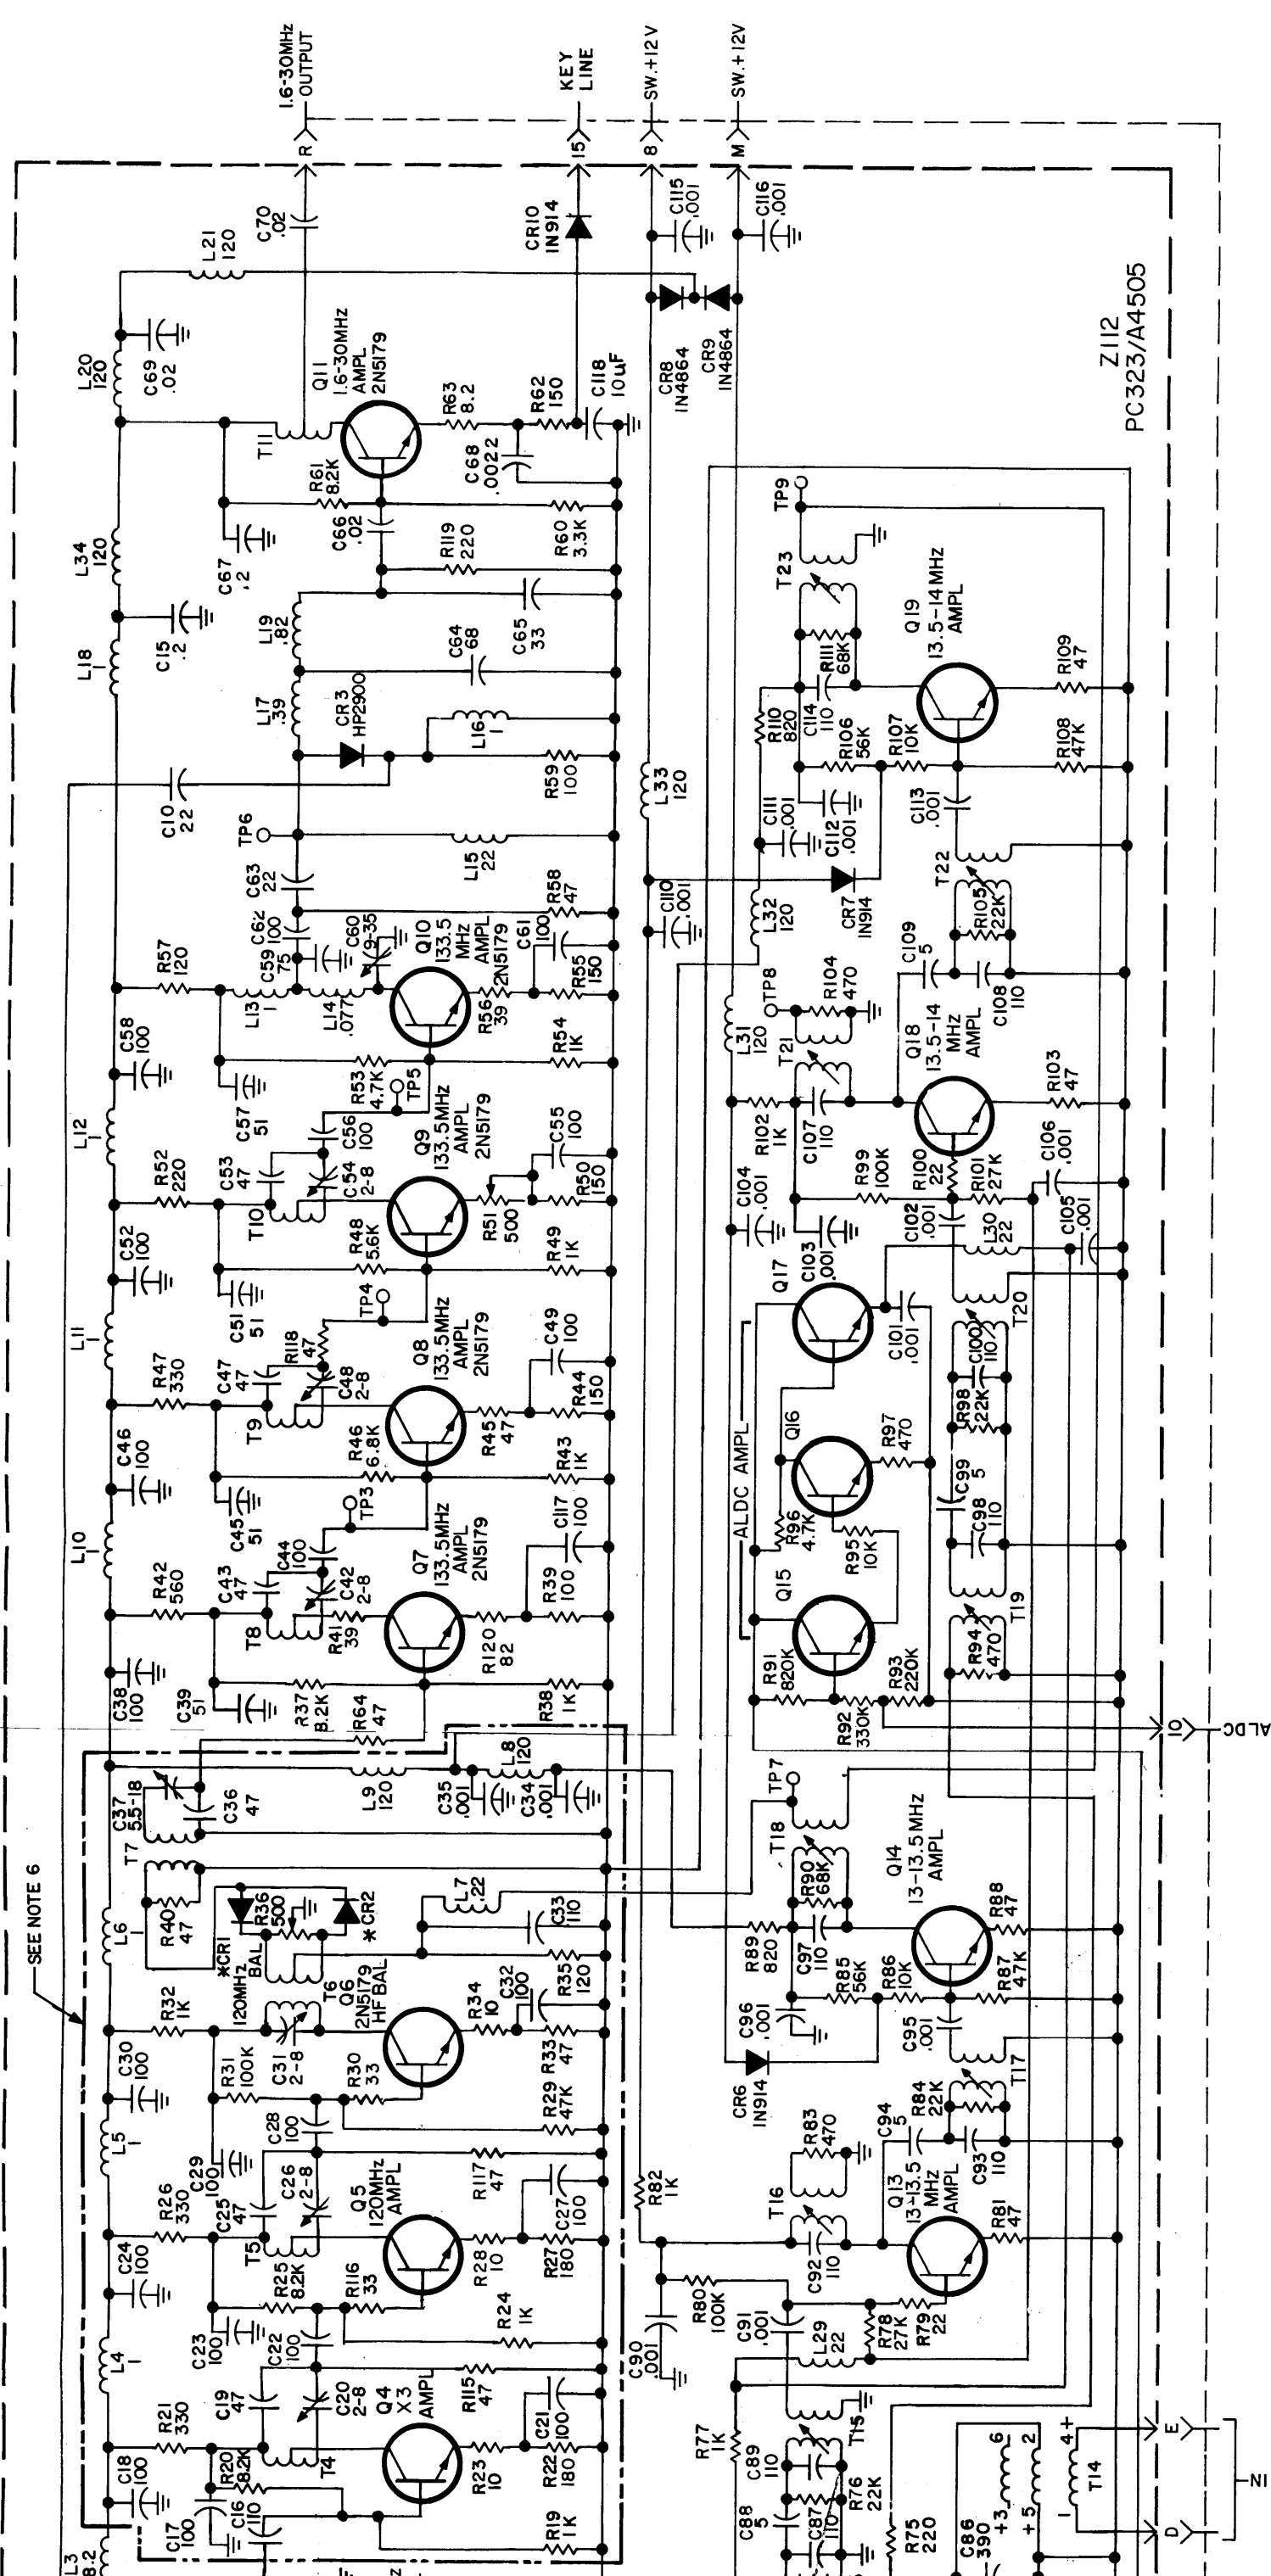 1.6-30MHz
OUTPUT
KEY
LINE
SW.+12V
SW.+12V
R
15
8
M
C70
.02
L21
120
CR10
1N914
C115
.001
C116
.001
L20
120
C69
.02
Q11
1.6-30MHz
AMPL
2N5179
R63
8.2
R62
150
C118
10uF
CR8
1N4864
CR9
1N4864
Z112
PC323/A4505
T11
R61
8.2K
C68
.0022
C66
.02
R119
220
R60
3.3K
L34
120
C67
.2
TP9
T23
C15
.2
L18
1
L19
.82
C64
68
C65
33
L17
.39
CR3
HP2900
L16
1
R59
100
L33
120
Q19
13.5-14MHz
AMPL
R111
68K
R110
820
C114
110
R106
56K
R107
10K
R109
47
R108
47K
C10
22
TP6
L15
22
C111
.001
C112
.001
C113
.001
C63
22
R58
47
C110
.001
L32
120
CR7
1N914
T22
R105
22K
R57
120
C62
100
C59
75
C60
9-35
Q10
133.5
MHz
AMPL
2N5179
C61
100
L13
1
L14
.077
R56
39
R55
150
C109
5
C108
110
TP8
R104
470
L31
120
T21
Q18
13.5-14
MHz
AMPL
C58
100
R53
4.7K
R54
1K
TP5
C57
51
R102
1K
C107
110
R103
47
L12
1
R52
220
C53
47
C56
100
C54
2-8
Q9
133.5MHz
AMPL
2N5179
C55
100
T10
R51
500
R50
150
R99
100K
R100
22
R101
27K
C106
.001
C104
.001
C102
.001
L30
22
C105
.001
C52
100
R48
5.6K
R49
1K
C51
51
TP4
C103
.001
Q17
T20
L11
1
R47
330
C47
47
R118
47
C48
2-8
Q8
133.5MHz
AMPL
2N5179
C49
100
C101
.001
C100
110
T9
R45
47
R44
150
ALDC AMPL
Q16
R97
470
R98
22K
C46
100
R46
6.8K
R43
1K
C45
51
TP3
R96
4.7K
R95
10K
C99
5
C98
110
L10
1
R42
560
C43
47
C44
100
C42
2-8
Q7
133.5MHz
AMPL
2N5179
C117
100
T8
R41
39
R120
82
R39
100
Q15
T19
R94
470
C38
100
C39
51
R37
8.2K
R64
47
R38
1K
R91
820K
R92
330K
R93
220K
10
ALDC
C37
5.5-18
C36
47
L9
120
C35
.001
L8
120
C34
.001
TP7
SEE NOTE 6
T7
R40
47
T18
R90
68K
Q14
13-13.5MHz
AMPL
L6
1
*CR1
R36
500
*CR2
BAL
L7
.22
C33
110
R89
820
C97
110
R88
47
R32
1K
120MHz
T6
Q6
2N5179
HF BAL
R34
10
C32
100
R35
120
R85
56K
R86
10K
R87
47K
C30
100
R31
100K
C31
2-8
R30
33
R33
47
R29
47K
C96
.001
C95
.001
CR6
1N914
T17
L5
1
C28
100
C29
100
R84
22K
R83
470
C94
5
C93
110
R26
330
C25
47
C26
2-8
Q5
120MHz
AMPL
R117
47
C27
100
R82
1K
T16
Q13
13-13.5
MHz
AMPL
C24
100
T5
R25
8.2K
R116
33
R28
10
R27
180
C92
110
R81
47
L4
1
C23
100
C22
100
R24
1K
C90
.001
R80
100K
C91
.001
L29
22
R78
27K
R79
22
R21
330
C19
47
C20
2-8
Q4
X3
AMPL
R115
47
C21
100
R77
1K
C89
110
T15
C18
100
R20
8.2K
T4
R23
10
R22
180
C88
5
C87
110
R76
22K
6
2
4+
T14
E
IN
C17
100
C16
110
R19
1K
R75
220
C86
390
+3
+5
1
D
L3
8.2